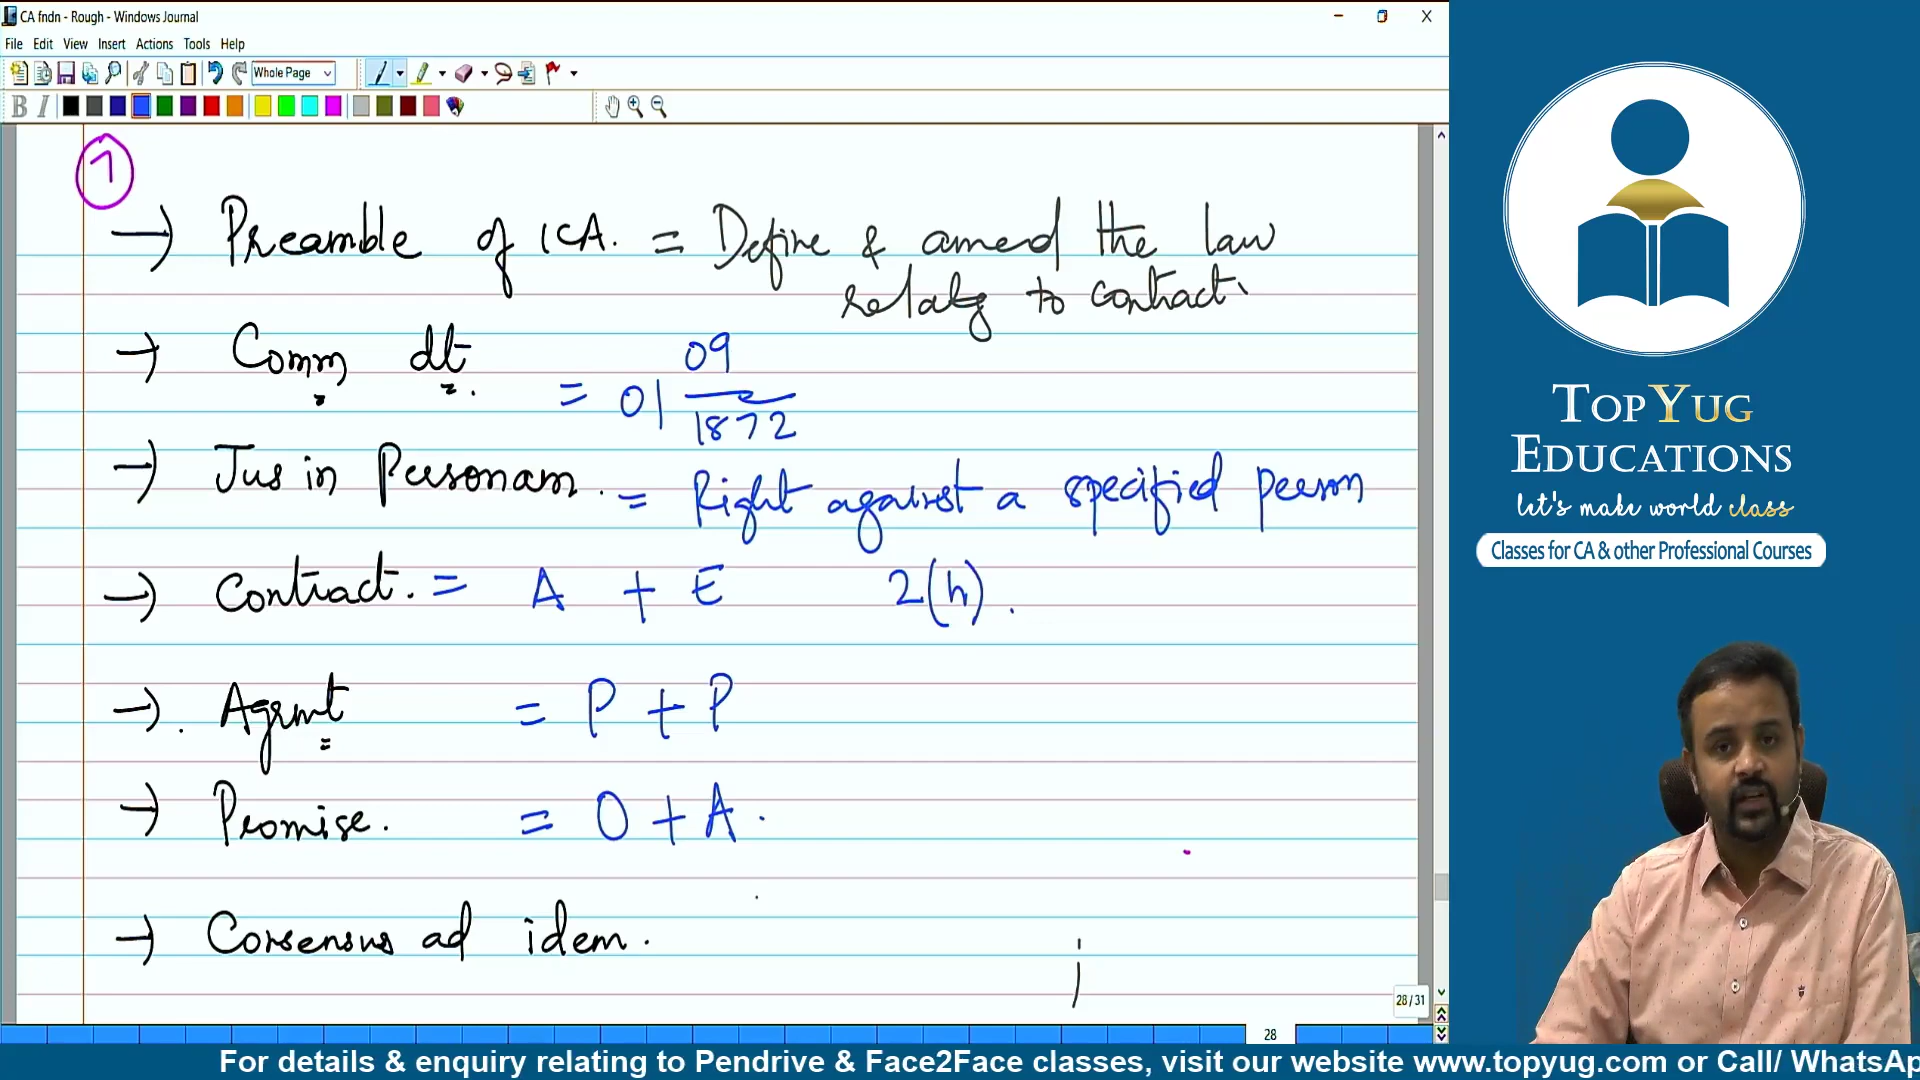 CA fndn - Rough - Windows Journal
File Edit View Insert Actions Tools Help
Whole Page
B I
1
→ Preamble of ICA. = Define & amend the law
relatg to contract.
→ Comm dt = 01/09/1872
→ Jus in Personam. = Right against a specified person
→ Contract. = A + E 2(h).
→ Agrmt = P + P
→ Promise. = O + A.
→ Consensus ad idem.
28/31
28
TOPYUG
EDUCATIONS
let's make world class
Classes for CA & other Professional Courses
For details & enquiry relating to Pendrive & Face2Face classes, visit our website www.topyug.com or Call/ WhatsAp